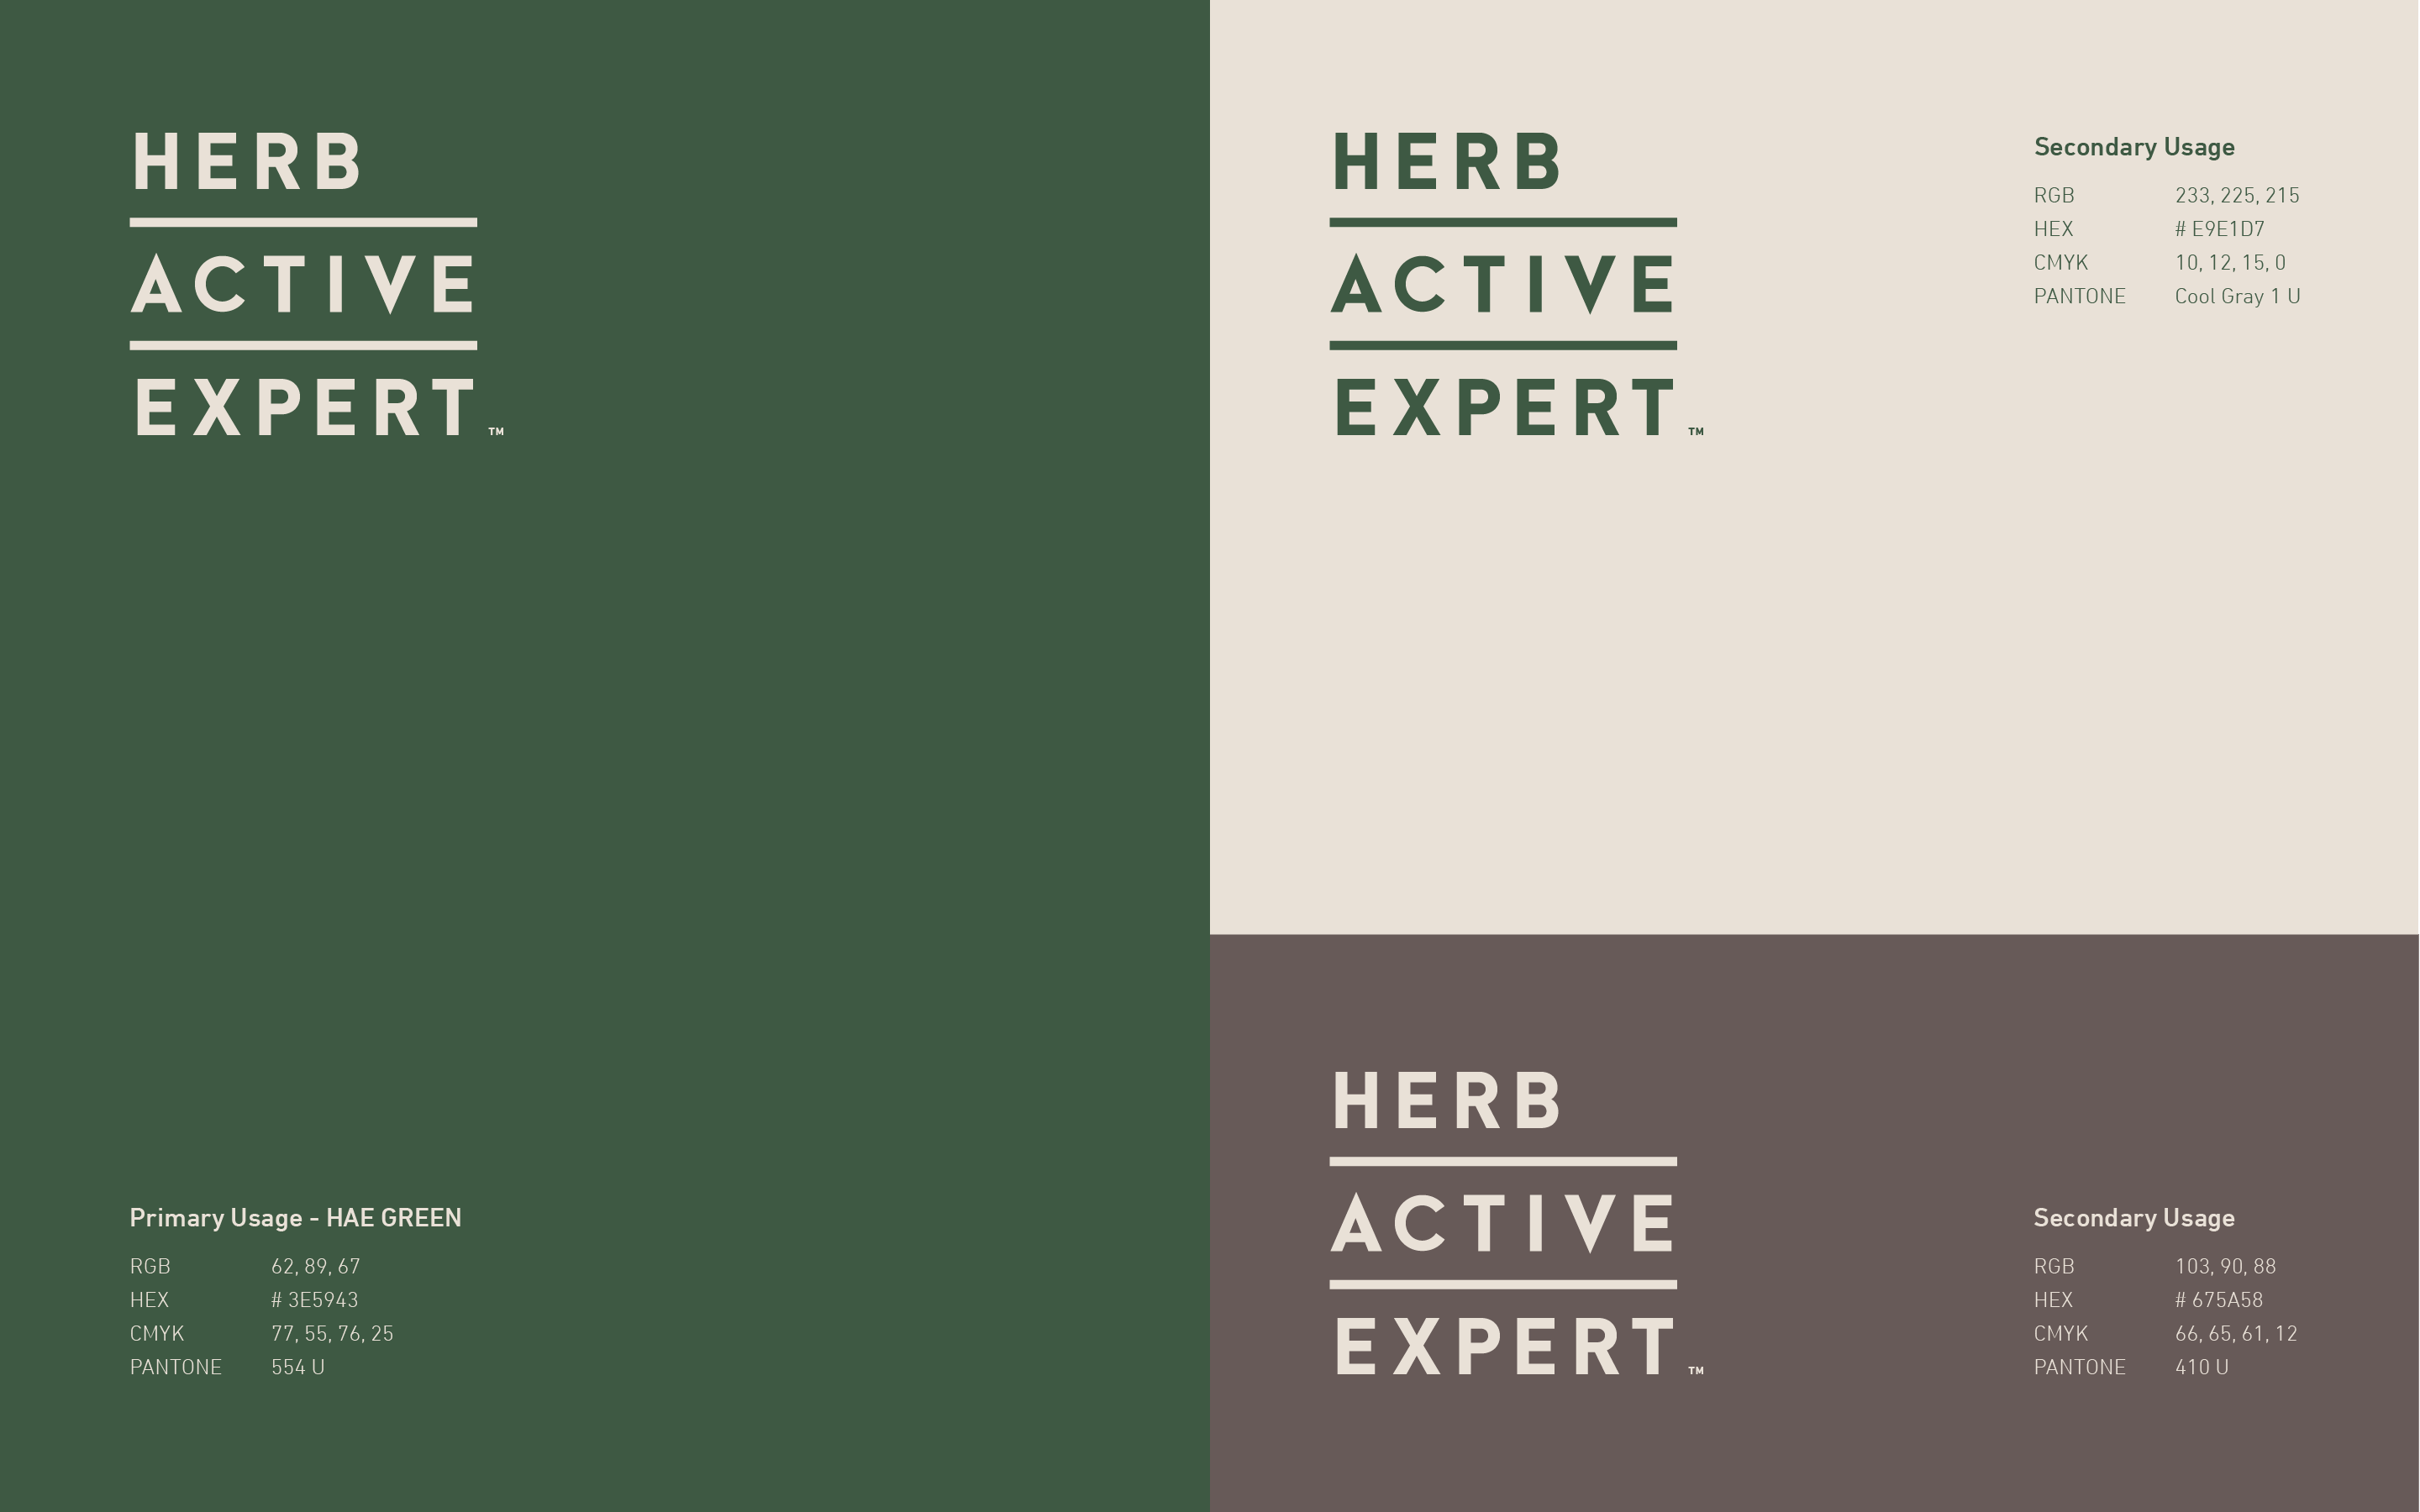 HERB
ACTIVE
EXPERT™
Primary Usage - HAE GREEN
RGB 62, 89, 67
HEX # 3E5943
CMYK 77, 55, 76, 25
PANTONE 554 U
HERB
ACTIVE
EXPERT™
Secondary Usage
RGB 233, 225, 215
HEX # E9E1D7
CMYK 10, 12, 15, 0
PANTONE Cool Gray 1 U
HERB
ACTIVE
EXPERT™
Secondary Usage
RGB 103, 90, 88
HEX # 675A58
CMYK 66, 65, 61, 12
PANTONE 410 U